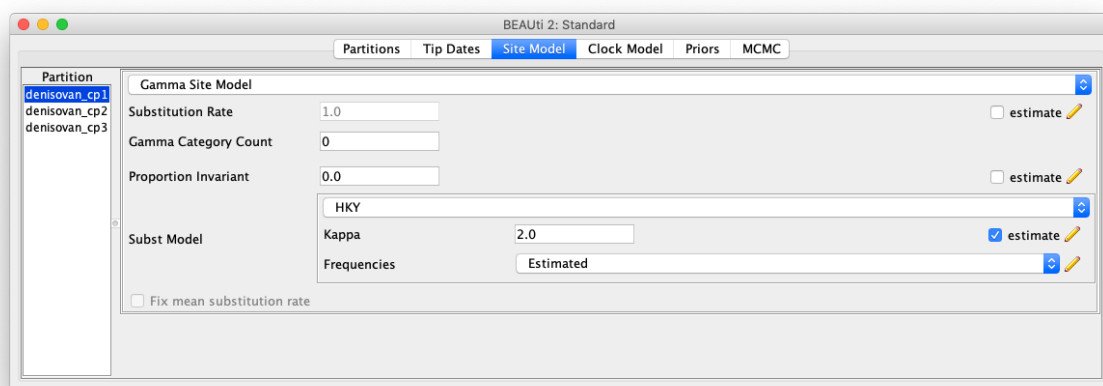 BEAUti 2: Standard
Partitions Tip Dates Site Model Clock Model Priors MCMC
Partition
denisovan_cp1
denisovan_cp2
denisovan_cp3
Gamma Site Model
Substitution Rate 1.0 estimate
Gamma Category Count 0
Proportion Invariant 0.0 estimate
HKY
Subst Model
Kappa 2.0 estimate
Frequencies Estimated
Fix mean substitution rate